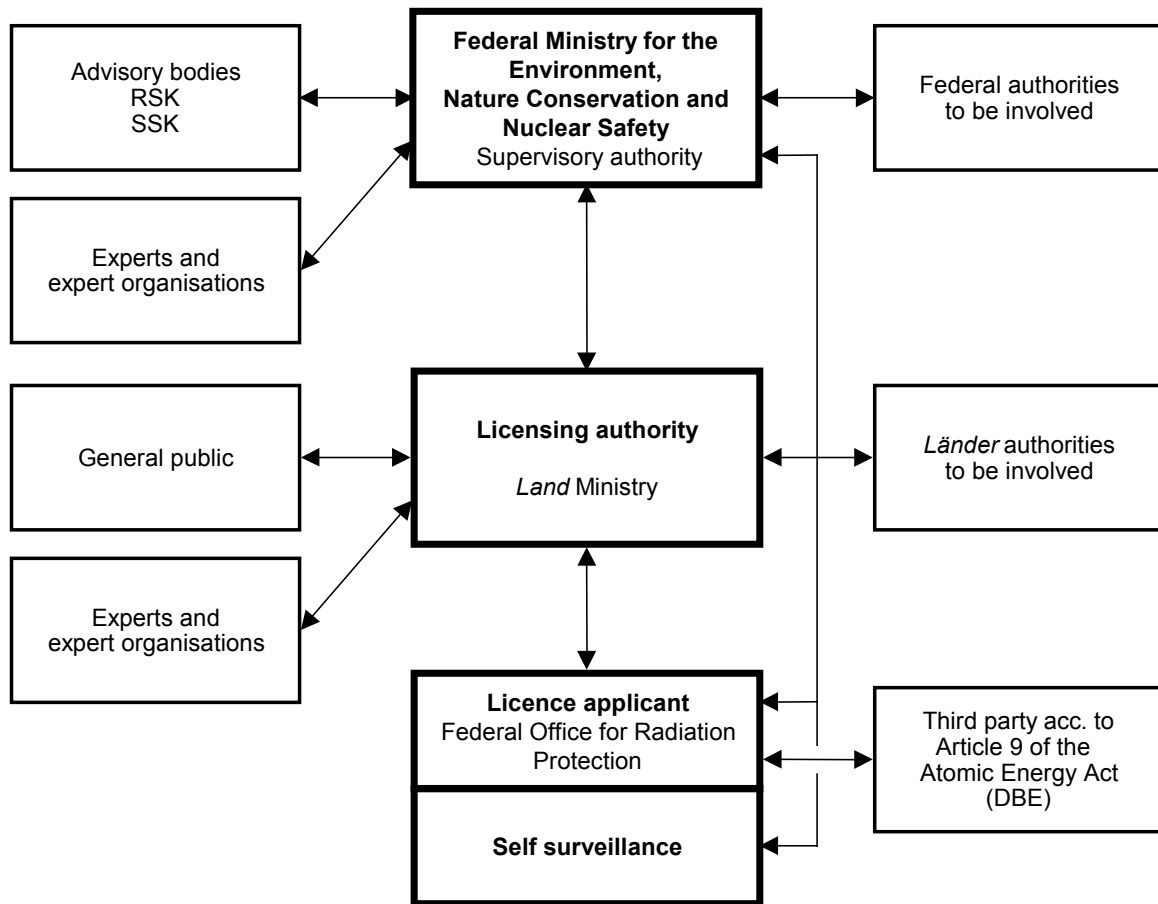 Advisory bodies
RSK
SSK
Federal Ministry for the
Environment,
Nature Conservation and
Nuclear Safety
Supervisory authority
Federal authorities
to be involved
Experts and
expert organisations
General public
Licensing authority
Land Ministry
Länder authorities
to be involved
Experts and
expert organisations
Licence applicant
Federal Office for Radiation
Protection
Third party acc. to
Article 9 of the
Atomic Energy Act
(DBE)
Self surveillance